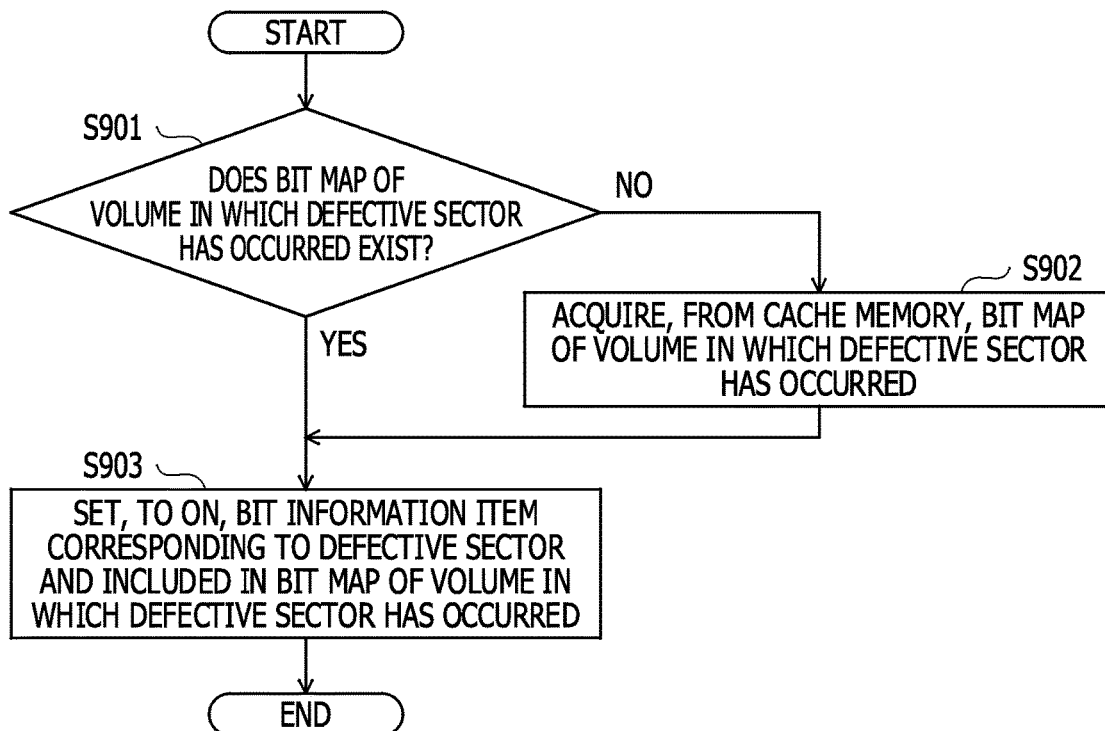 START
S901
DOES BIT MAP OF
VOLUME IN WHICH DEFECTIVE SECTOR
HAS OCCURRED EXIST?
NO
S902
ACQUIRE, FROM CACHE MEMORY, BIT MAP
OF VOLUME IN WHICH DEFECTIVE SECTOR
HAS OCCURRED
YES
S903
SET, TO ON, BIT INFORMATION ITEM
CORRESPONDING TO DEFECTIVE SECTOR
AND INCLUDED IN BIT MAP OF VOLUME IN
WHICH DEFECTIVE SECTOR HAS OCCURRED
END